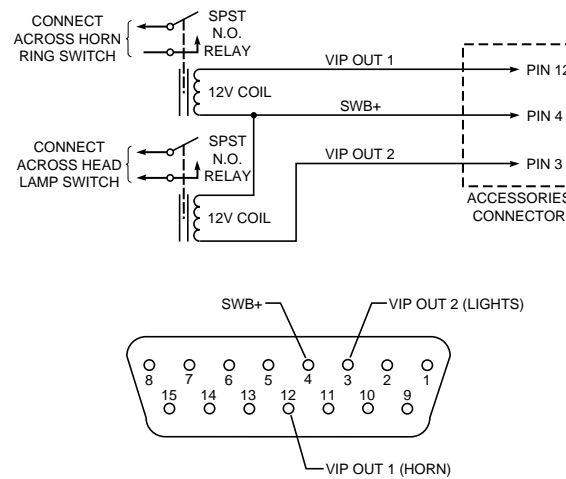 CONNECT
ACROSS HORN
RING SWITCH
SPST
N.O.
RELAY
12V COIL
VIP OUT 1
PIN 12
SWB+
PIN 4
CONNECT
ACROSS HEAD
LAMP SWITCH
SPST
N.O.
RELAY
12V COIL
VIP OUT 2
PIN 3
ACCESSORIES
CONNECTOR
SWB+
VIP OUT 2 (LIGHTS)
8 7 6 5 4 3 2 1
15 14 13 12 11 10 9
VIP OUT 1 (HORN)